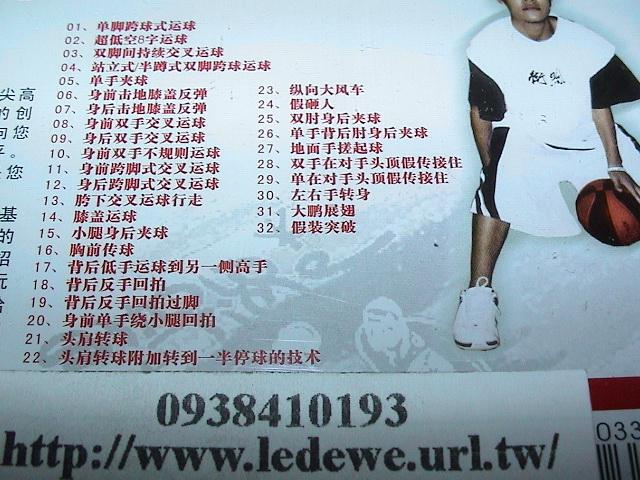 01、单脚跨球式运球
02、超低空8字运球
03、双脚间持续交叉运球
04、站立式/半蹲式双脚跨球运球
05、单手夹球
06、身前击地膝盖反弹
07、身后击地膝盖反弹
08、身前双手交叉运球
09、身后双手交叉运球
10、身前双手不规则运球
11、身前跨脚式交叉运球
12、身后跨脚式交叉运球
13、胯下交叉运球行走
14、膝盖运球
15、小腿身后夹球
16、胸前传球
17、背后低手运球到另一侧高手
18、背后反手回拍
19、背后反手回拍过脚
20、身前单手绕小腿回拍
21、头肩转球
22、头肩转球附加转到一半停球的技术
23、纵向大风车
24、假砸人
25、双肘身后夹球
26、单手背后肘身后夹球
27、地面手搓起球
28、双手在对手头顶假传接住
29、单在对手头顶假传接住
30、左右手转身
31、大鹏展翅
32、假装突破
尖高
的创
向您
平。
是您
基
的
绍
玩
给
0938410193
http://www.ledewe.url.tw/
033